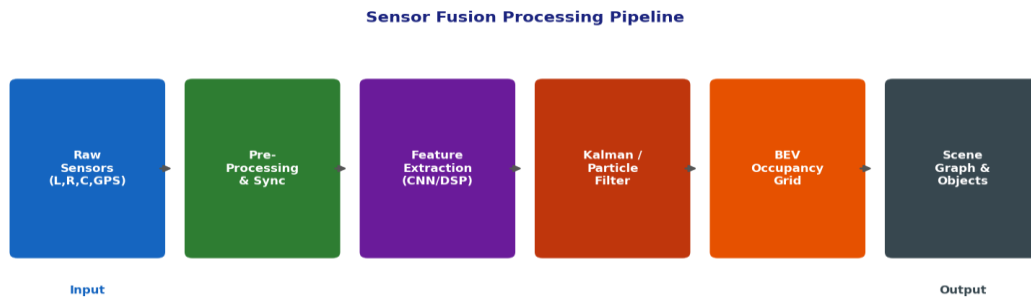 Sensor Fusion Processing Pipeline
Raw
Sensors
(L,R,C,GPS)
Pre-
Processing
& Sync
Feature
Extraction
(CNN/DSP)
Kalman /
Particle
Filter
BEV
Occupancy
Grid
Scene
Graph &
Objects
Input
Output